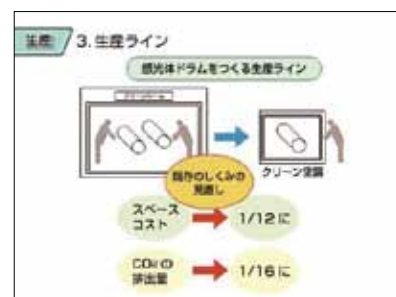 生産
3. 生産ライン
感光体ドラムをつくる生産ライン
クリーン空調
既存のしくみの
見直し
スペース
コスト
1/12に
CO₂の
排出量
1/16に